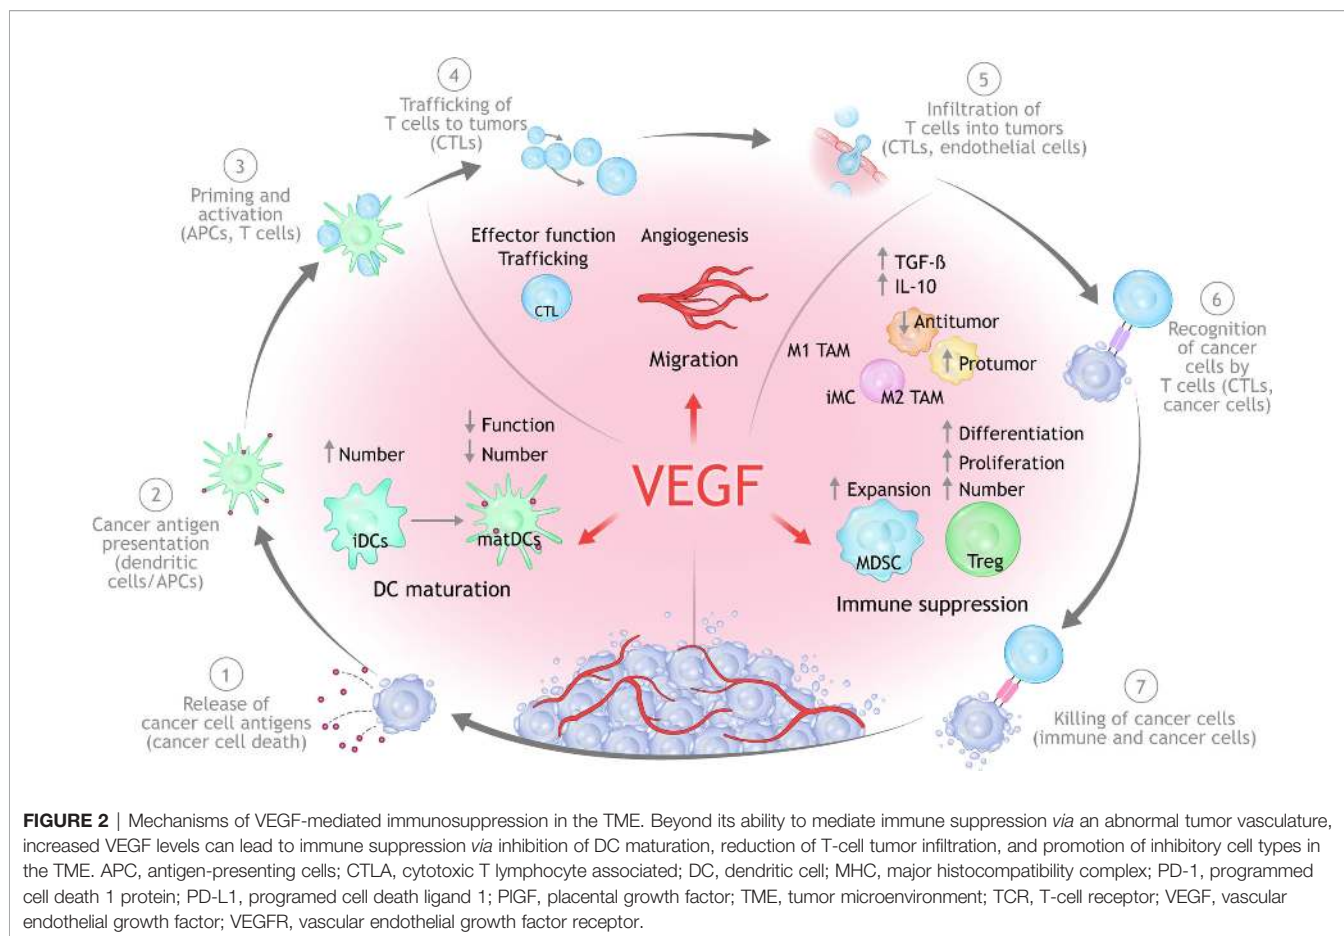 4
Trafficking of
T cells to tumors
(CTLs)
5
Infiltration of
T cells into tumors
(CTLs, endothelial cells)
3
Priming and
activation
(APCs, T cells)
Effector function
Trafficking
CTL
Angiogenesis
Migration
TGF-ß
IL-10
Antitumor
Protumor
M1 TAM
iMC
M2 TAM
6
Recognition
of cancer
cells by
T cells (CTLs,
cancer cells)
2
Cancer antigen
presentation
(dendritic
cells/APCs)
Number
Function
Number
iDCs
matDCs
DC maturation
VEGF
Differentiation
Proliferation
Number
Expansion
MDSC
Treg
Immune suppression
1
Release of
cancer cell antigens
(cancer cell death)
7
Killing of cancer cells
(immune and cancer cells)
FIGURE 2 | Mechanisms of VEGF-mediated immunosuppression in the TME. Beyond its ability to mediate immune suppression via an abnormal tumor vasculature,
increased VEGF levels can lead to immune suppression via inhibition of DC maturation, reduction of T-cell tumor infiltration, and promotion of inhibitory cell types in
the TME. APC, antigen-presenting cells; CTLA, cytotoxic T lymphocyte associated; DC, dendritic cell; MHC, major histocompatibility complex; PD-1, programmed
cell death 1 protein; PD-L1, programed cell death ligand 1; PlGF, placental growth factor; TME, tumor microenvironment; TCR, T-cell receptor; VEGF, vascular
endothelial growth factor; VEGFR, vascular endothelial growth factor receptor.